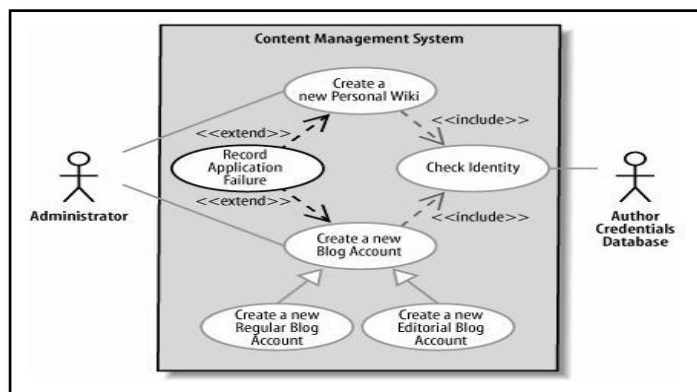 Content Management System
Create a
new Personal Wiki
<<extend>>
<<include>>
Record
Application
Failure
Check Identity
Administrator
<<extend>>
<<include>>
Author
Credentials
Database
Create a new
Blog Account
Create a new
Regular Blog
Account
Create a new
Editorial Blog
Account